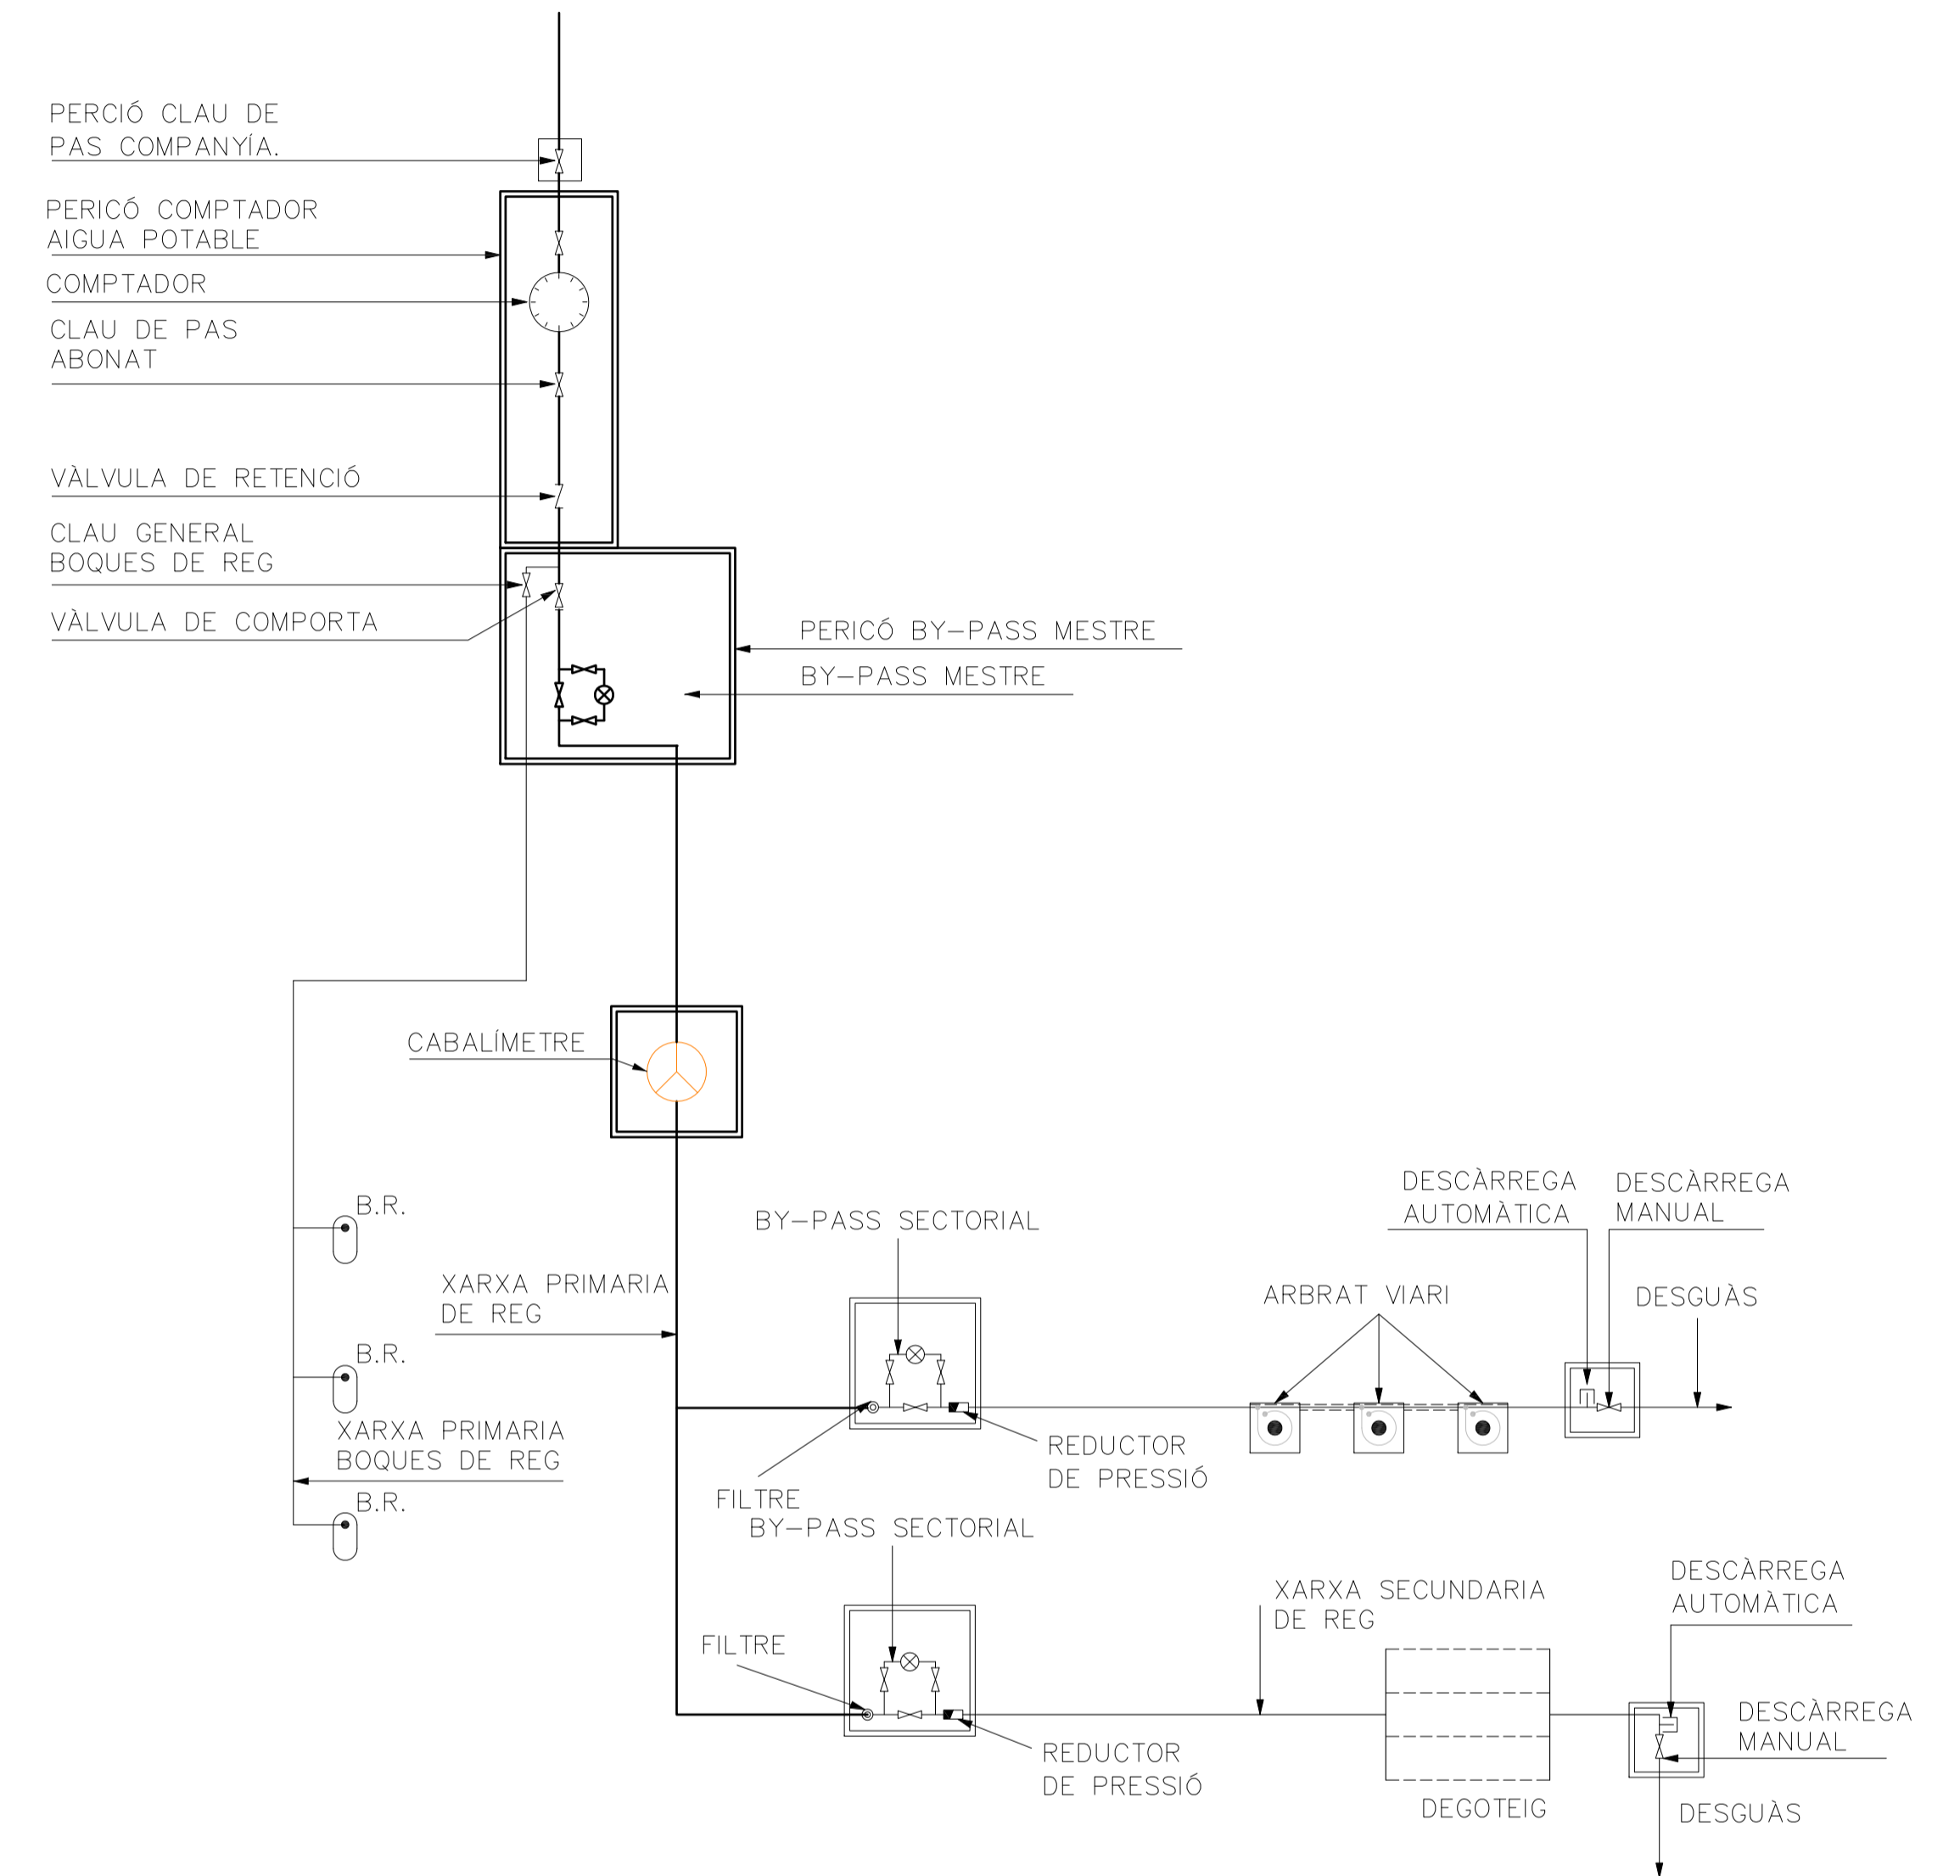 PERCIÓ CLAU DE
PAS COMPANYÍA.
PERICÓ COMPTADOR
AIGUA POTABLE
COMPTADOR
CLAU DE PAS
ABONAT
VÀLVULA DE RETENCIÓ
CLAU GENERAL
BOQUES DE REG
VÀLVULA DE COMPORTA
PERICÓ BY-PASS MESTRE
BY-PASS MESTRE
CABALÍMETRE
B.R.
XARXA PRIMARIA
DE REG
B.R.
XARXA PRIMARIA
BOQUES DE REG
B.R.
BY-PASS SECTORIAL
FILTRE
REDUCTOR
DE PRESSIÓ
ARBRAT VIARI
DESCÀRREGA
AUTOMÀTICA
DESCÀRREGA
MANUAL
DESGUÀS
BY-PASS SECTORIAL
FILTRE
REDUCTOR
DE PRESSIÓ
XARXA SECUNDARIA
DE REG
DEGOTEIG
DESCÀRREGA
AUTOMÀTICA
DESCÀRREGA
MANUAL
DESGUÀS